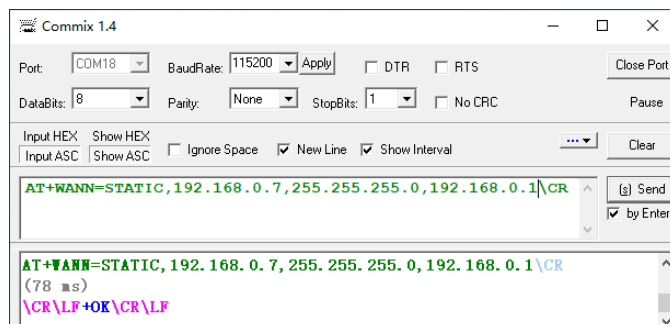 Commix 1.4
Port: COM18 BaudRate: 115200 Apply DTR RTS Close Port
DataBits: 8 Parity: None StopBits: 1 No CRC Pause
Input HEX Show HEX
Input ASC Show ASC Ignore Space New Line Show Interval ... Clear
AT+WANN=STATIC,192.168.0.7,255.255.255.0,192.168.0.1\CR
(s) Send
by Enter
AT+WANN=STATIC,192.168.0.7,255.255.255.0,192.168.0.1\CR
(78 ms)
\CR\LF+OK\CR\LF